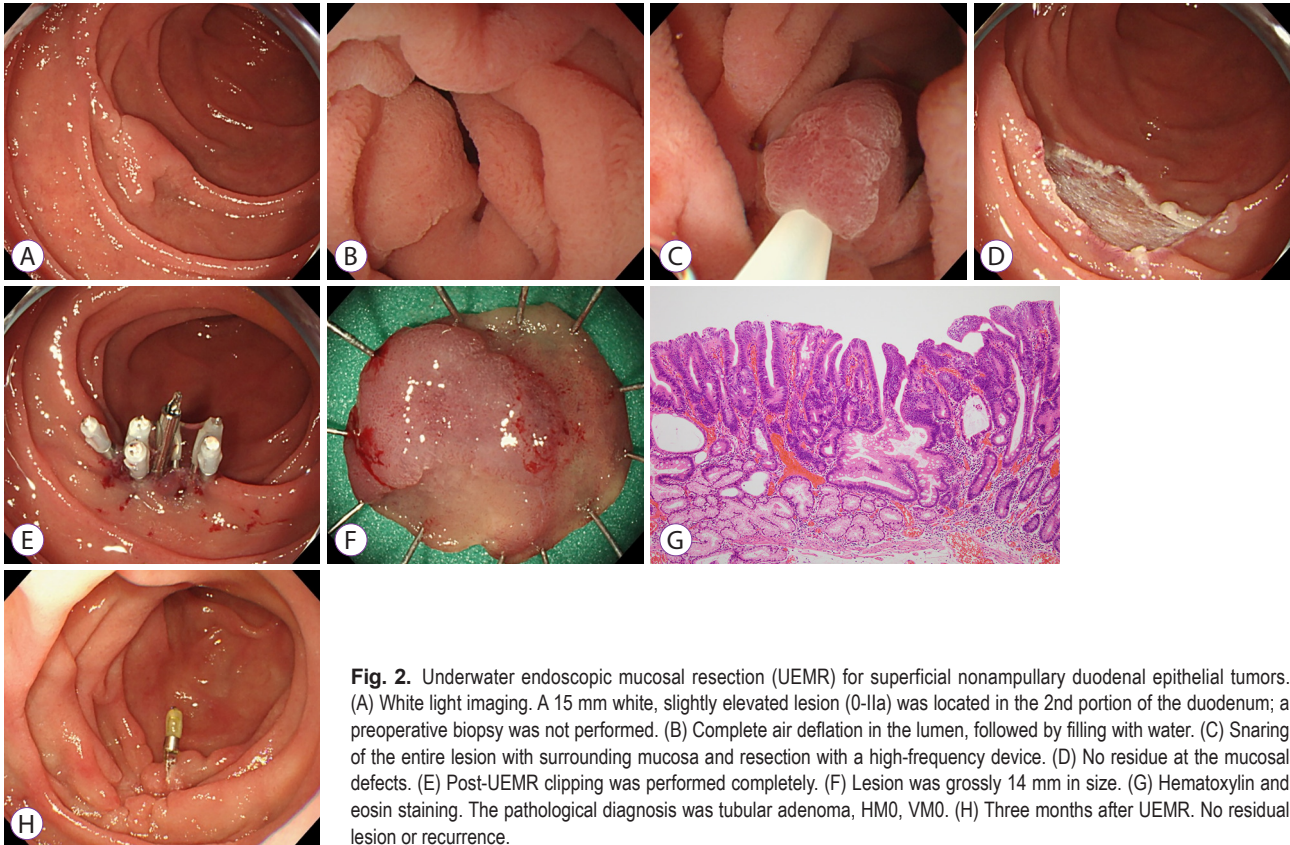 A
B
C
D
E
F
G
H
Fig. 2. Underwater endoscopic mucosal resection (UEMR) for superficial nonampullary duodenal epithelial tumors.
(A) White light imaging. A 15 mm white, slightly elevated lesion (0-IIa) was located in the 2nd portion of the duodenum; a
preoperative biopsy was not performed. (B) Complete air deflation in the lumen, followed by filling with water. (C) Snaring
of the entire lesion with surrounding mucosa and resection with a high-frequency device. (D) No residue at the mucosal
defects. (E) Post-UEMR clipping was performed completely. (F) Lesion was grossly 14 mm in size. (G) Hematoxylin and
eosin staining. The pathological diagnosis was tubular adenoma, HM0, VM0. (H) Three months after UEMR. No residual
lesion or recurrence.